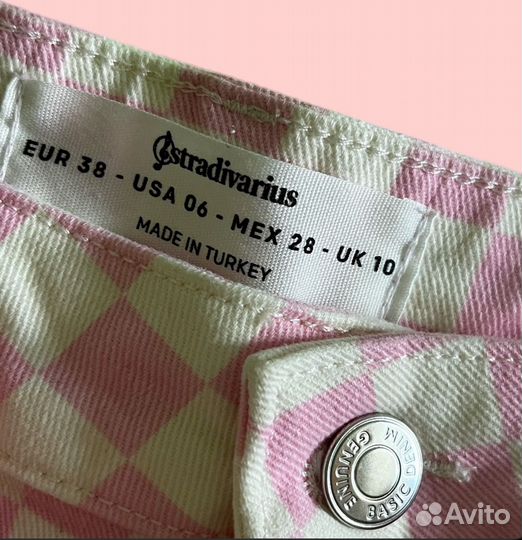 stradivarius
EUR 38 - USA 06 - MEX 28 - UK 10
MADE IN TURKEY
GENUINE BASIC DENIM
Avito